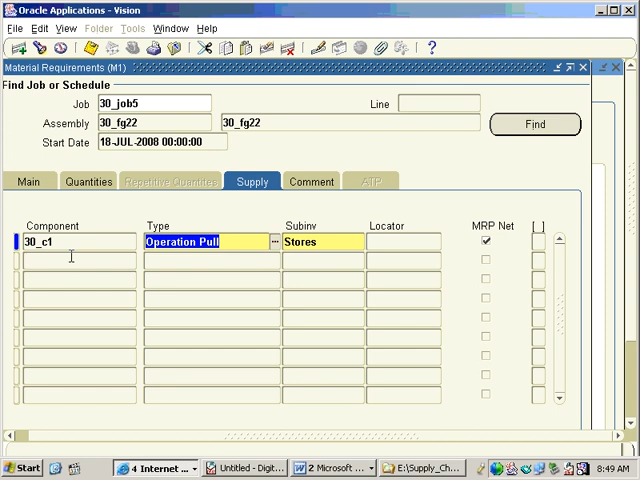 Oracle Applications - Vision
File Edit View Folder Tools Window Help
Material Requirements (M1)
Find Job or Schedule
Job 30_job5 Line
Assembly 30_fg22 30_fg22
Start Date 18-JUL-2008 00:00:00
Find
Main Quantities Repetitive Quantites Supply Comment ATP
Component Type Subinv Locator MRP Net [ ]
30_c1 Operation Pull ... Stores
Start 4 Internet ... Untitled - Digit... 2 Microsoft ... E:\Supply_Ch... 8:49 AM